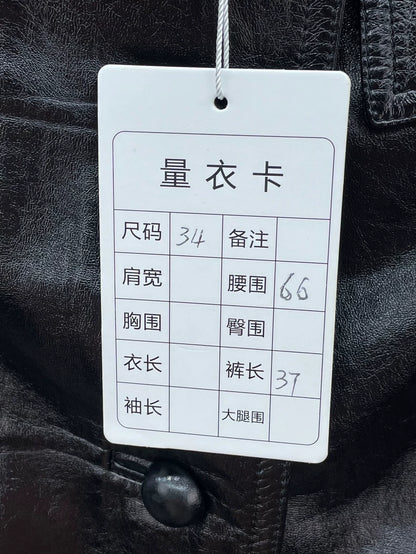 量衣卡
尺码 34 备注
肩宽 腰围 66
胸围 臀围
衣长 裤长 37
袖长 大腿围